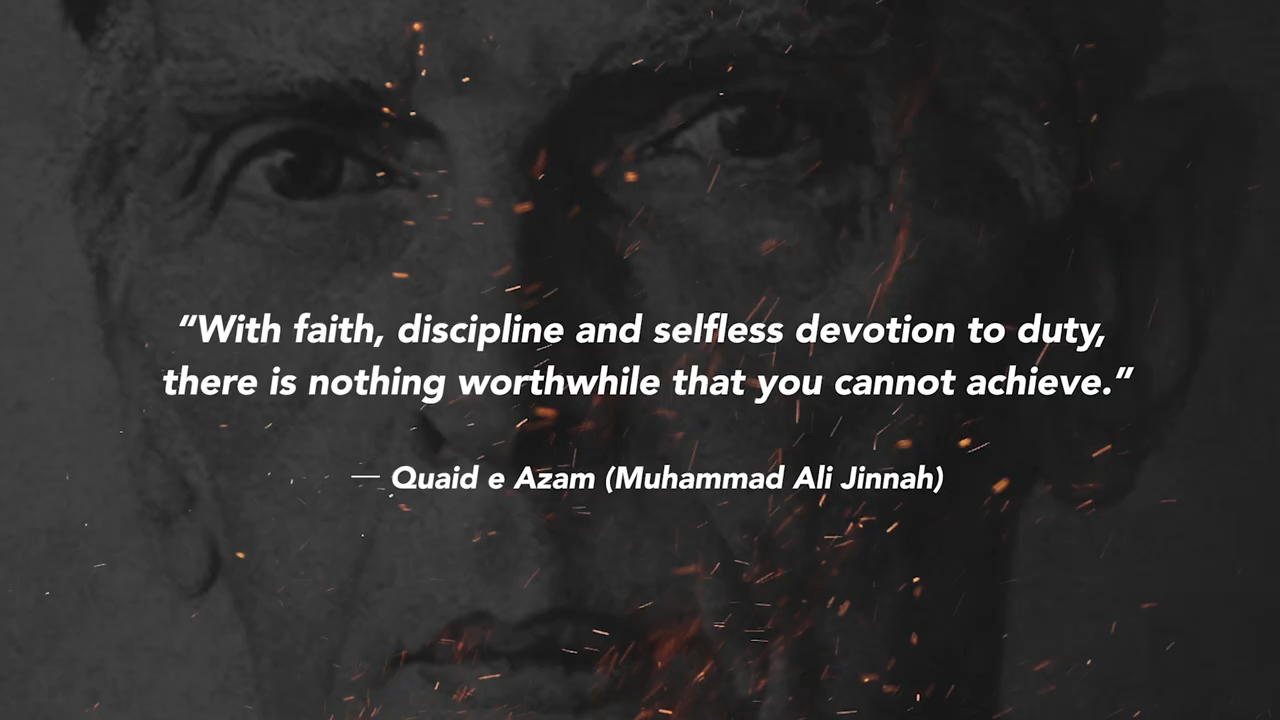 “With faith, discipline and selfless devotion to duty,
there is nothing worthwhile that you cannot achieve.”
— Quaid e Azam (Muhammad Ali Jinnah)